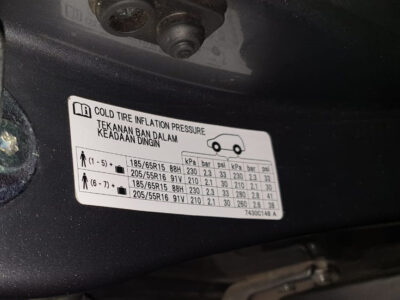 COLD TIRE INFLATION PRESSURE
TEKANAN BAN DALAM
KEADAAN DINGIN
kPa bar psi kPa bar psi
(1 - 5) + 185/65R15 88H 230 2.3 33 230 2.3 33
205/55R16 91V 210 2.1 30 210 2.1 30
(6 - 7) + 185/65R15 88H 230 2.3 33 280 2.8 41
205/55R16 91V 210 2.1 30 260 2.6 38
7430C148 A